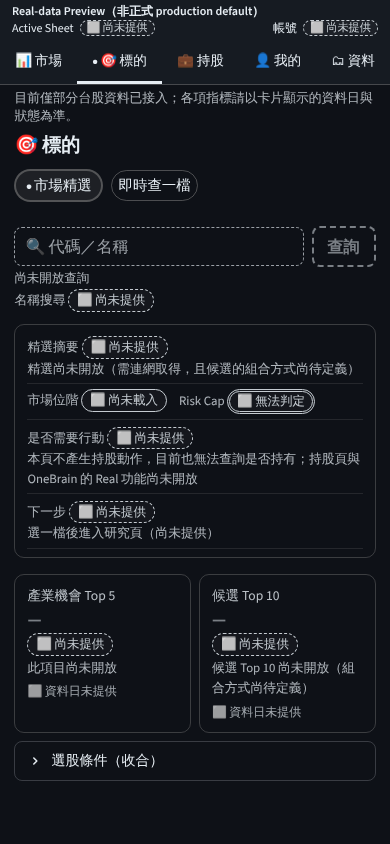 Real-data Preview（非正式 production default）
Active Sheet ⬜ 尚未提供 帳號 ⬜ 尚未提供
📊 市場 • 🎯 標的 💼 持股 👤 我的 🗂 資料
目前僅部分台股資料已接入；各項指標請以卡片顯示的資料日與
狀態為準。
🎯 標的
• 市場精選 即時查一檔
🔍 代碼／名稱 查詢
尚未開放查詢
名稱搜尋 ⬜ 尚未提供
精選摘要 ⬜ 尚未提供
精選尚未開放（需連網取得，且候選的組合方式尚待定義）
市場位階 ⬜ 尚未載入 Risk Cap ⬜ 無法判定
是否需要行動 ⬜ 尚未提供
本頁不產生持股動作，目前也無法查詢是否持有；持股頁與
OneBrain 的 Real 功能尚未開放
下一步 ⬜ 尚未提供
選一檔後進入研究頁（尚未提供）
產業機會 Top 5
—
⬜ 尚未提供
此項目尚未開放
⬜ 資料日未提供
候選 Top 10
—
⬜ 尚未提供
候選 Top 10 尚未開放（組
合方式尚待定義）
⬜ 資料日未提供
› 選股條件（收合）